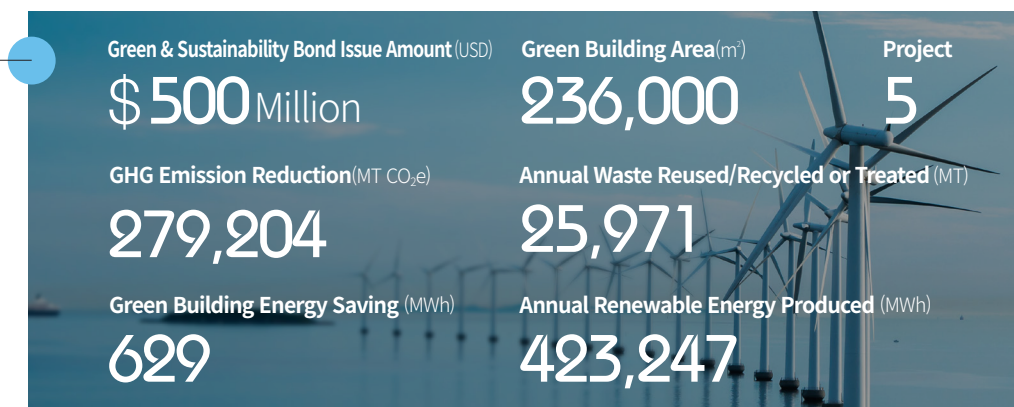 Green & Sustainability Bond Issue Amount (USD)
$ 500 Million
Green Building Area(m²)
236,000
Project
5
GHG Emission Reduction(MT CO₂e)
279,204
Annual Waste Reused/Recycled or Treated (MT)
25,971
Green Building Energy Saving (MWh)
629
Annual Renewable Energy Produced (MWh)
423,247